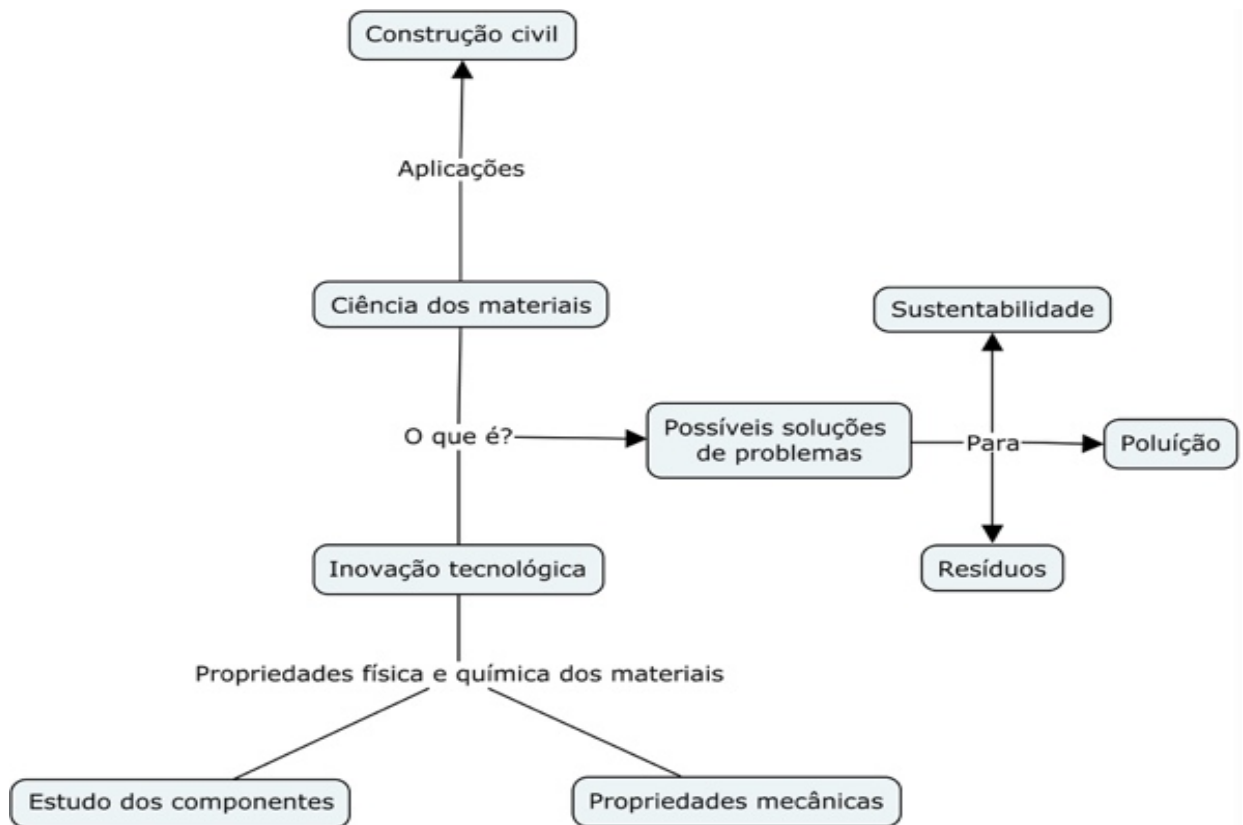 Construção civil
Aplicações
Ciência dos materiais
Sustentabilidade
O que é?
Possíveis soluções
de problemas
Para
Poluíção
Inovação tecnológica
Resíduos
Propriedades física e química dos materiais
Estudo dos componentes
Propriedades mecânicas